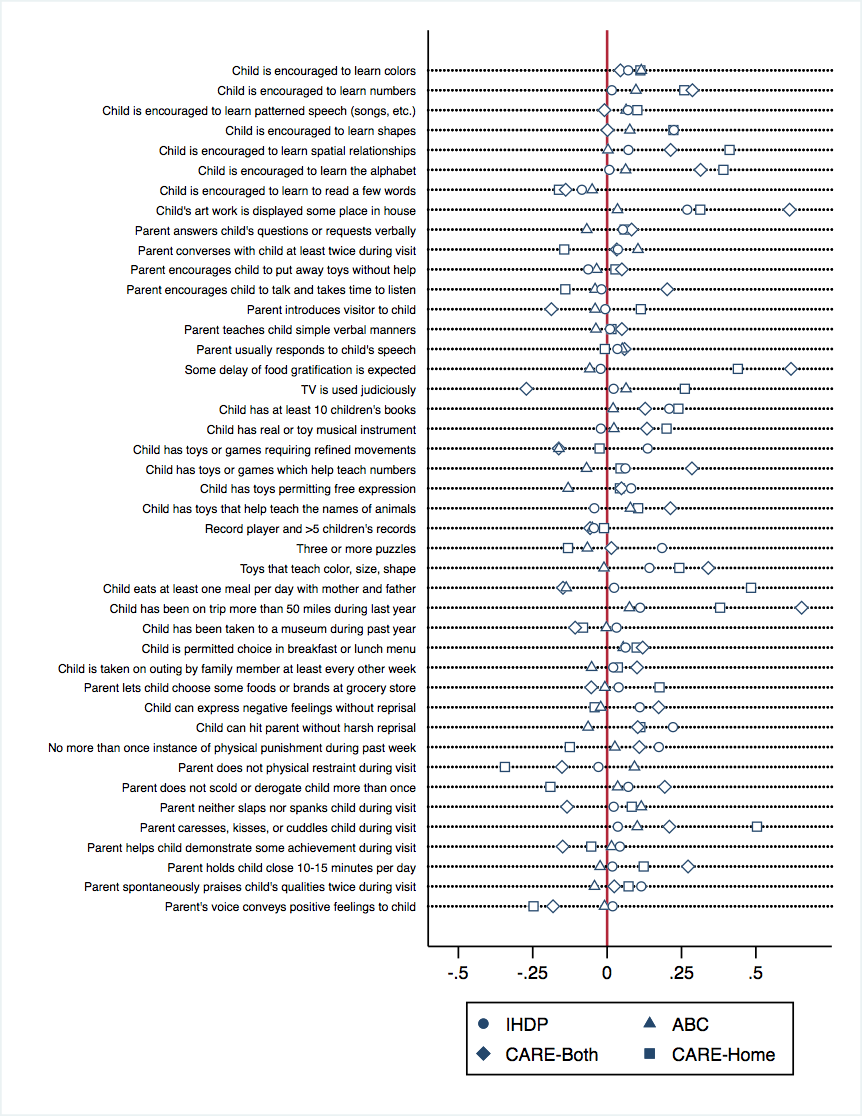 Child is encouraged to learn colors
Child is encouraged to learn numbers
Child is encouraged to learn patterned speech (songs, etc.)
Child is encouraged to learn shapes
Child is encouraged to learn spatial relationships
Child is encouraged to learn the alphabet
Child is encouraged to learn to read a few words
Child's art work is displayed some place in house
Parent answers child's questions or requests verbally
Parent converses with child at least twice during visit
Parent encourages child to put away toys without help
Parent encourages child to talk and takes time to listen
Parent introduces visitor to child
Parent teaches child simple verbal manners
Parent usually responds to child's speech
Some delay of food gratification is expected
TV is used judiciously
Child has at least 10 children's books
Child has real or toy musical instrument
Child has toys or games requiring refined movements
Child has toys or games which help teach numbers
Child has toys permitting free expression
Child has toys that help teach the names of animals
Record player and >5 children's records
Three or more puzzles
Toys that teach color, size, shape
Child eats at least one meal per day with mother and father
Child has been on trip more than 50 miles during last year
Child has been taken to a museum during past year
Child is permitted choice in breakfast or lunch menu
Child is taken on outing by family member at least every other week
Parent lets child choose some foods or brands at grocery store
Child can express negative feelings without reprisal
Child can hit parent without harsh reprisal
No more than once instance of physical punishment during past week
Parent does not physical restraint during visit
Parent does not scold or derogate child more than once
Parent neither slaps nor spanks child during visit
Parent caresses, kisses, or cuddles child during visit
Parent helps child demonstrate some achievement during visit
Parent holds child close 10-15 minutes per day
Parent spontaneously praises child's qualities twice during visit
Parent's voice conveys positive feelings to child
-.5 -.25 0 .25 .5
IHDP ABC
CARE-Both CARE-Home